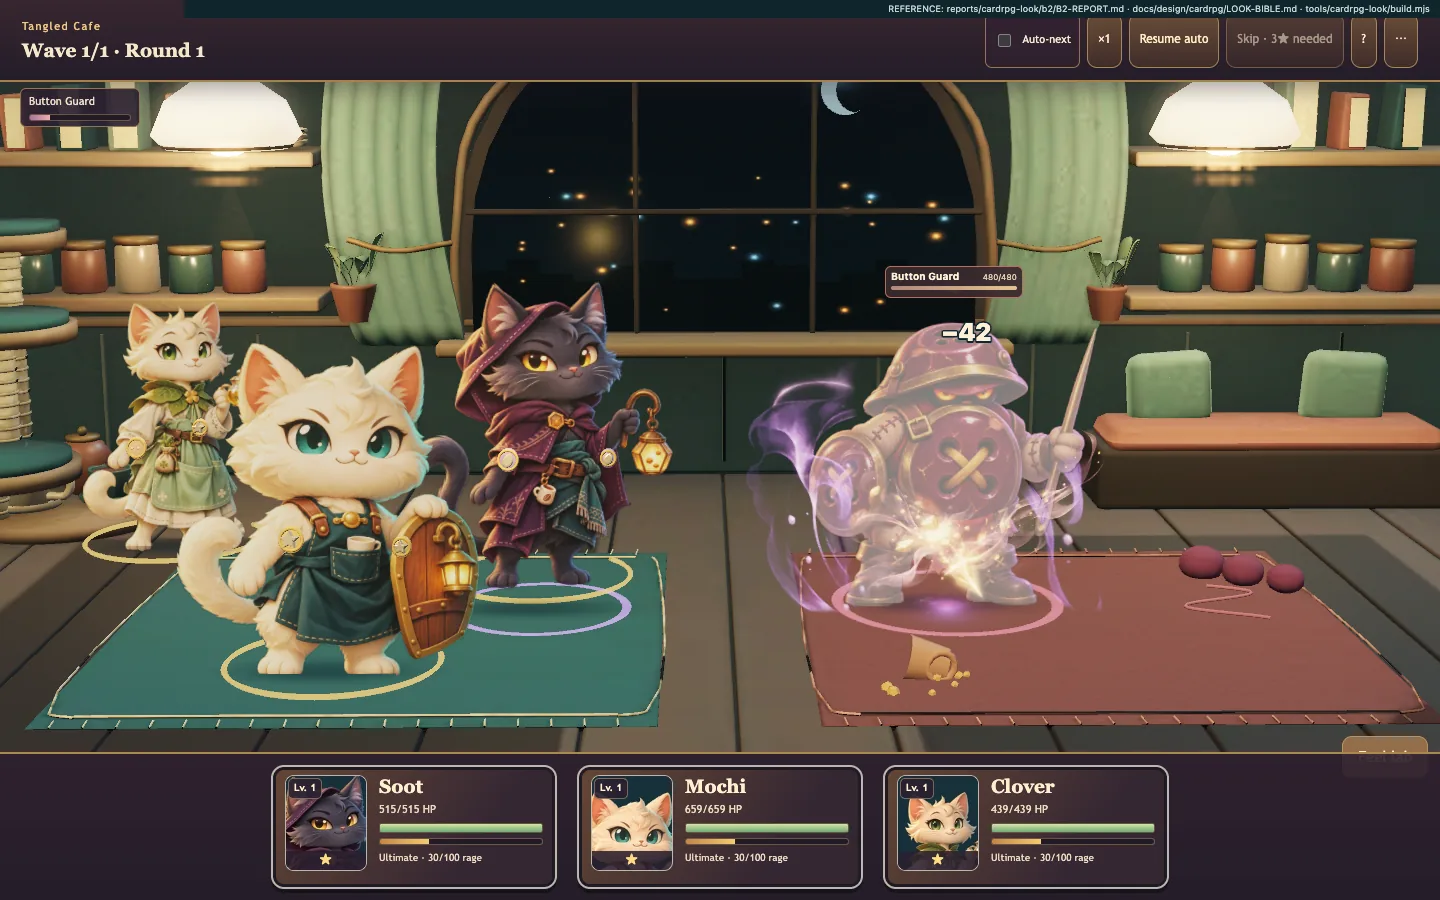 REFERENCE: reports/cardrpg-look/b2/B2-REPORT.md · docs/design/cardrpg/LOOK-BIBLE.md · tools/cardrpg-look/build.mjs
Tangled Cafe
Wave 1/1 · Round 1
Auto-next
×1
Resume auto
Skip · 3★ needed
?
...
Button Guard
Button Guard 480/480
−42
Lv. 1
Soot
515/515 HP
Ultimate · 30/100 rage
Lv. 1
Mochi
659/659 HP
Ultimate · 30/100 rage
Lv. 1
Clover
439/439 HP
Ultimate · 30/100 rage